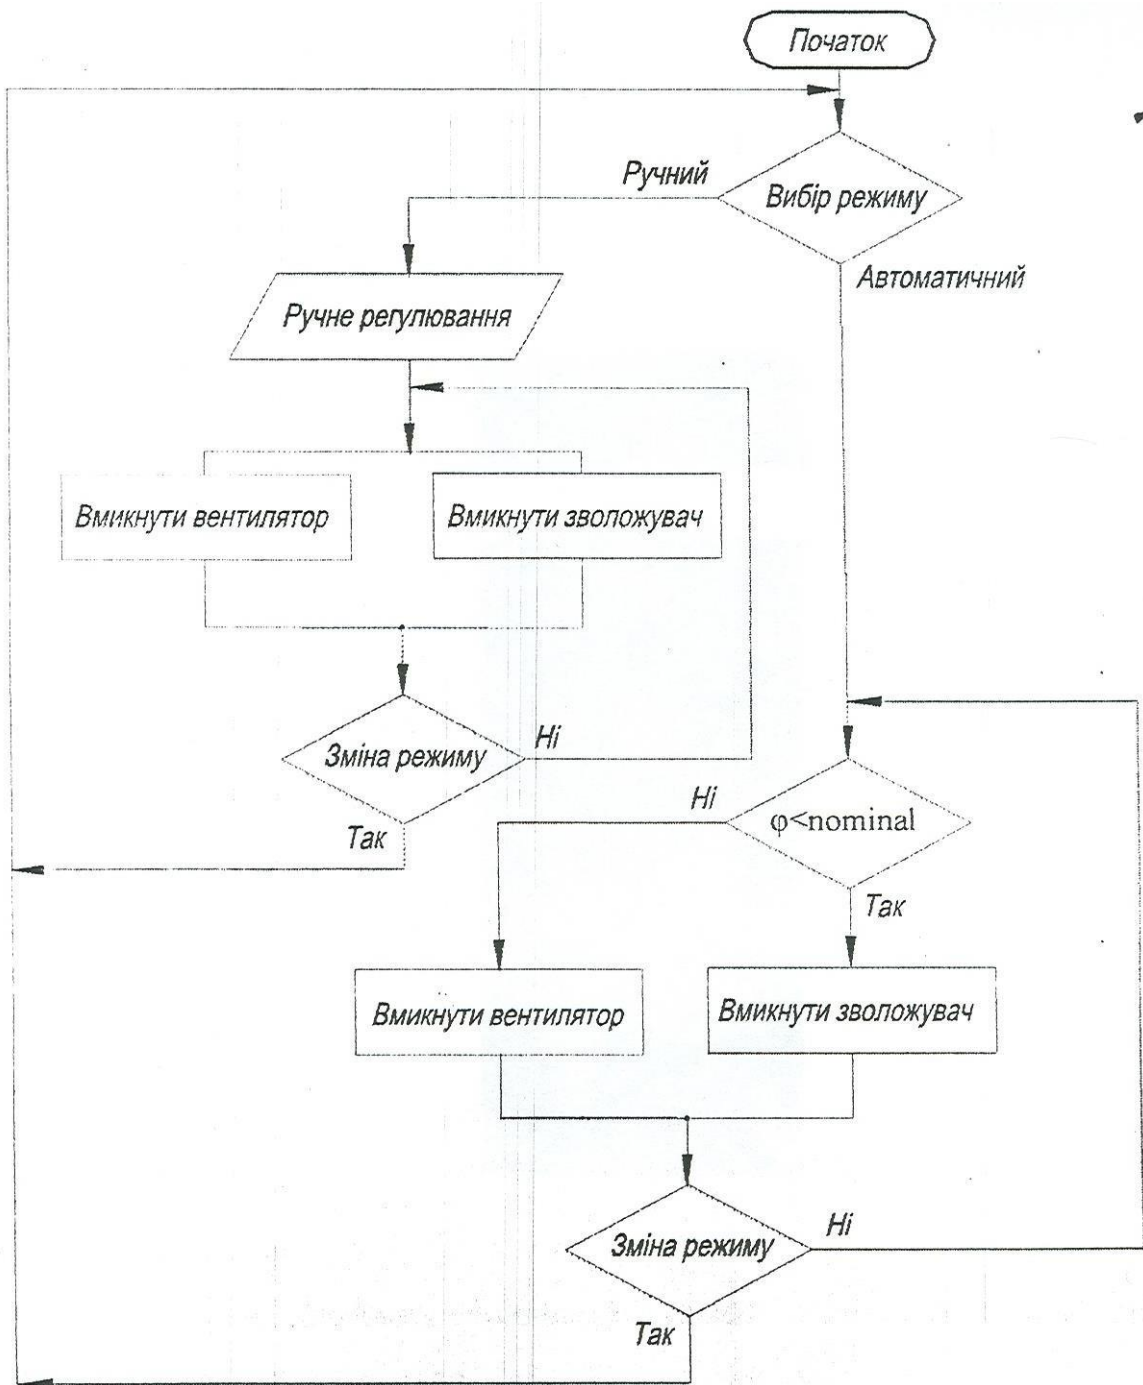 Початок
Ручний
Вибір режиму
Автоматичний
Ручне регулювання
Вмикнути вентилятор
Вмикнути зволожувач
Зміна режиму
Ні
Так
Ні
φ<nominal
Так
Вмикнути вентилятор
Вмикнути зволожувач
Зміна режиму
Ні
Так